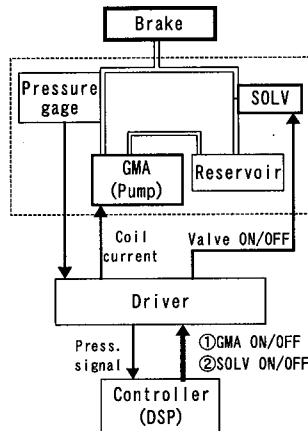 Brake
Pressure
gage
SOLV
GMA
(Pump)
Reservoir
Coil
current
Valve ON/OFF
Driver
Press.
signal
①GMA ON/OFF
②SOLV ON/OFF
Controller
(DSP)